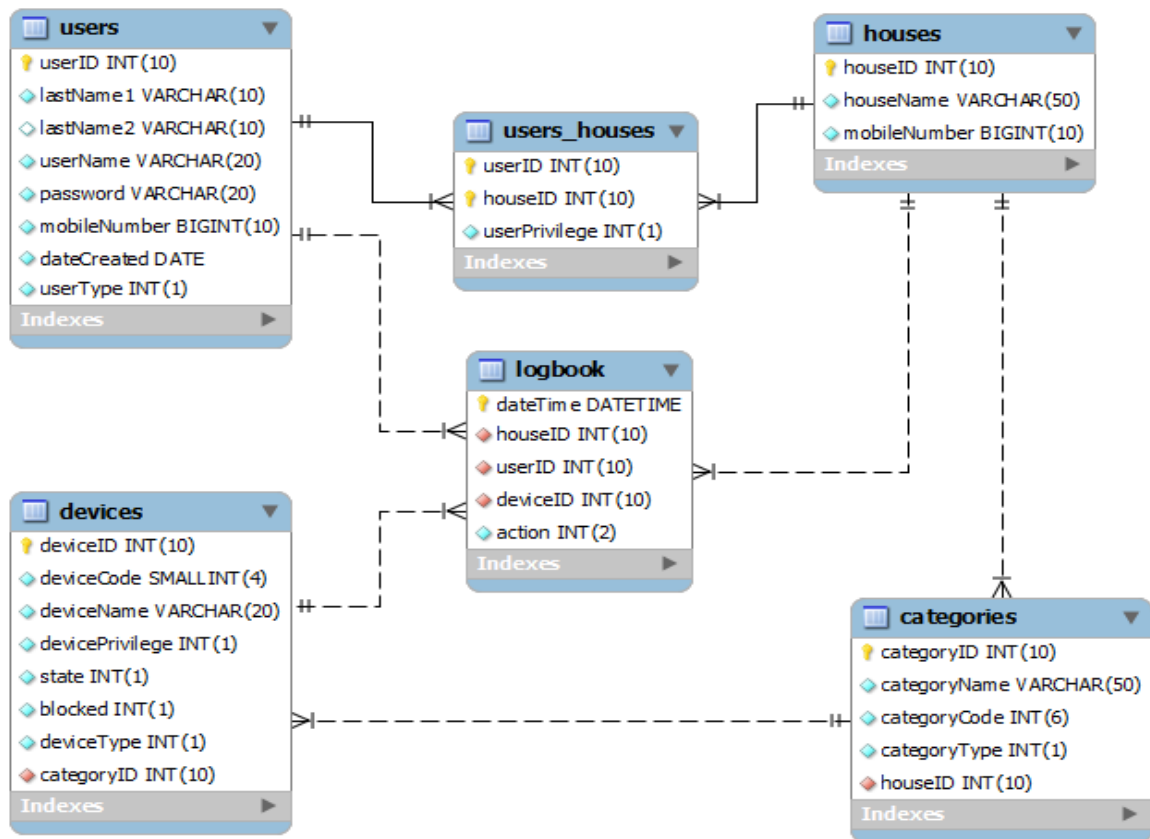 users
userID INT(10)
lastName1 VARCHAR(10)
lastName2 VARCHAR(10)
userName VARCHAR(20)
password VARCHAR(20)
mobileNumber BIGINT(10)
dateCreated DATE
userType INT(1)
Indexes
users_houses
userID INT(10)
houseID INT(10)
userPrivilege INT(1)
Indexes
houses
houseID INT(10)
houseName VARCHAR(50)
mobileNumber BIGINT(10)
Indexes
logbook
dateTime DATETIME
houseID INT(10)
userID INT(10)
deviceID INT(10)
action INT(2)
Indexes
devices
deviceID INT(10)
deviceCode SMALLINT(4)
deviceName VARCHAR(20)
devicePrivilege INT(1)
state INT(1)
blocked INT(1)
deviceType INT(1)
categoryID INT(10)
Indexes
categories
categoryID INT(10)
categoryName VARCHAR(50)
categoryCode INT(6)
categoryType INT(1)
houseID INT(10)
Indexes